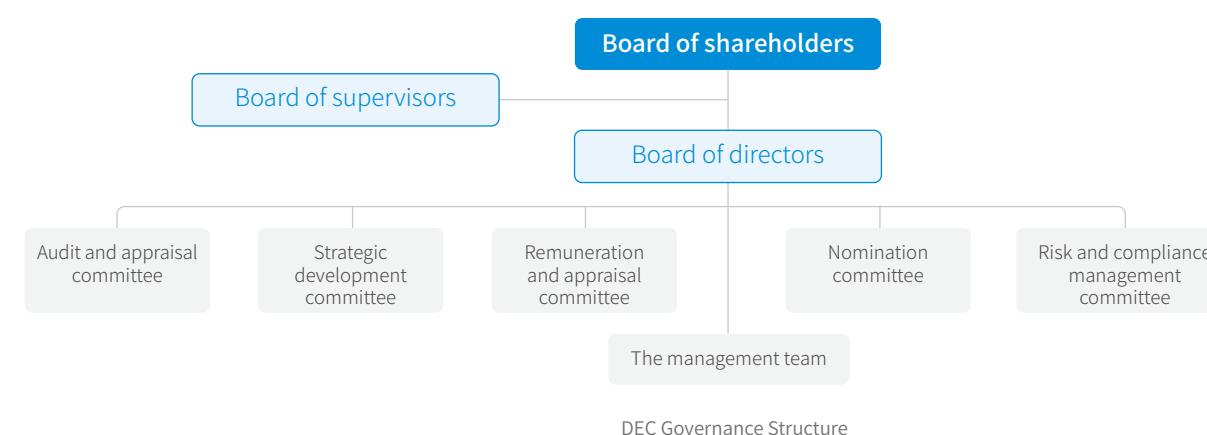 Board of shareholders
Board of supervisors
Board of directors
Audit and appraisal
committee
Strategic
development
committee
Remuneration
and appraisal
committee
Nomination
committee
Risk and compliance
management
committee
The management team
DEC Governance Structure